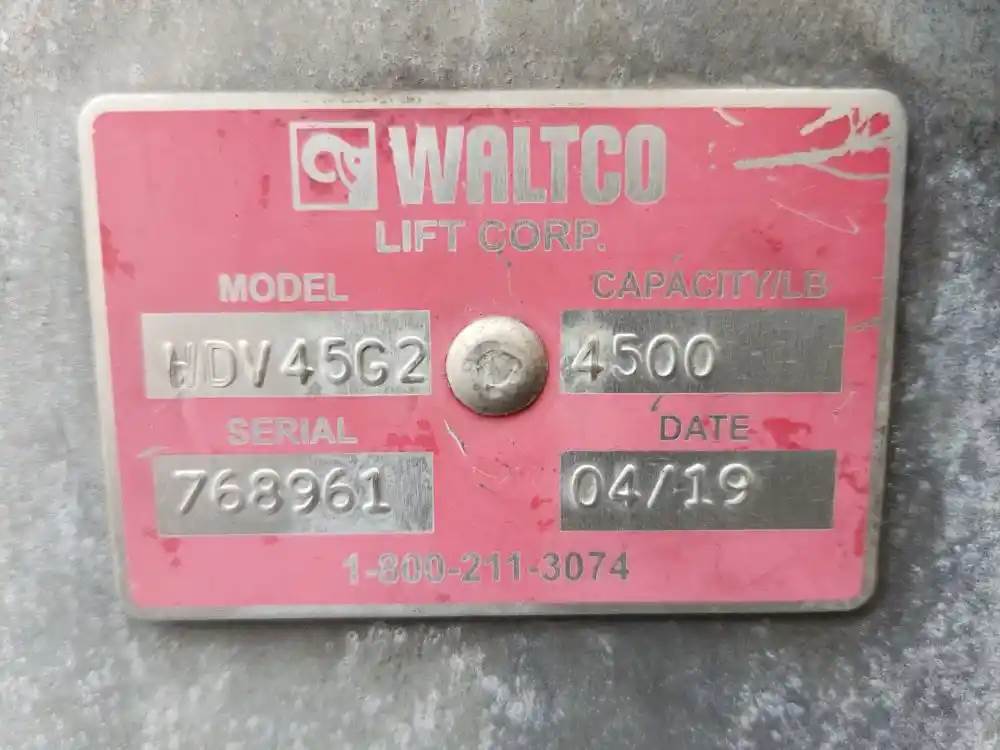 WALTCO
LIFT CORP.
MODEL CAPACITY/LB
HDV45G2 4500
SERIAL DATE
768961 04/19
1-800-211-3074